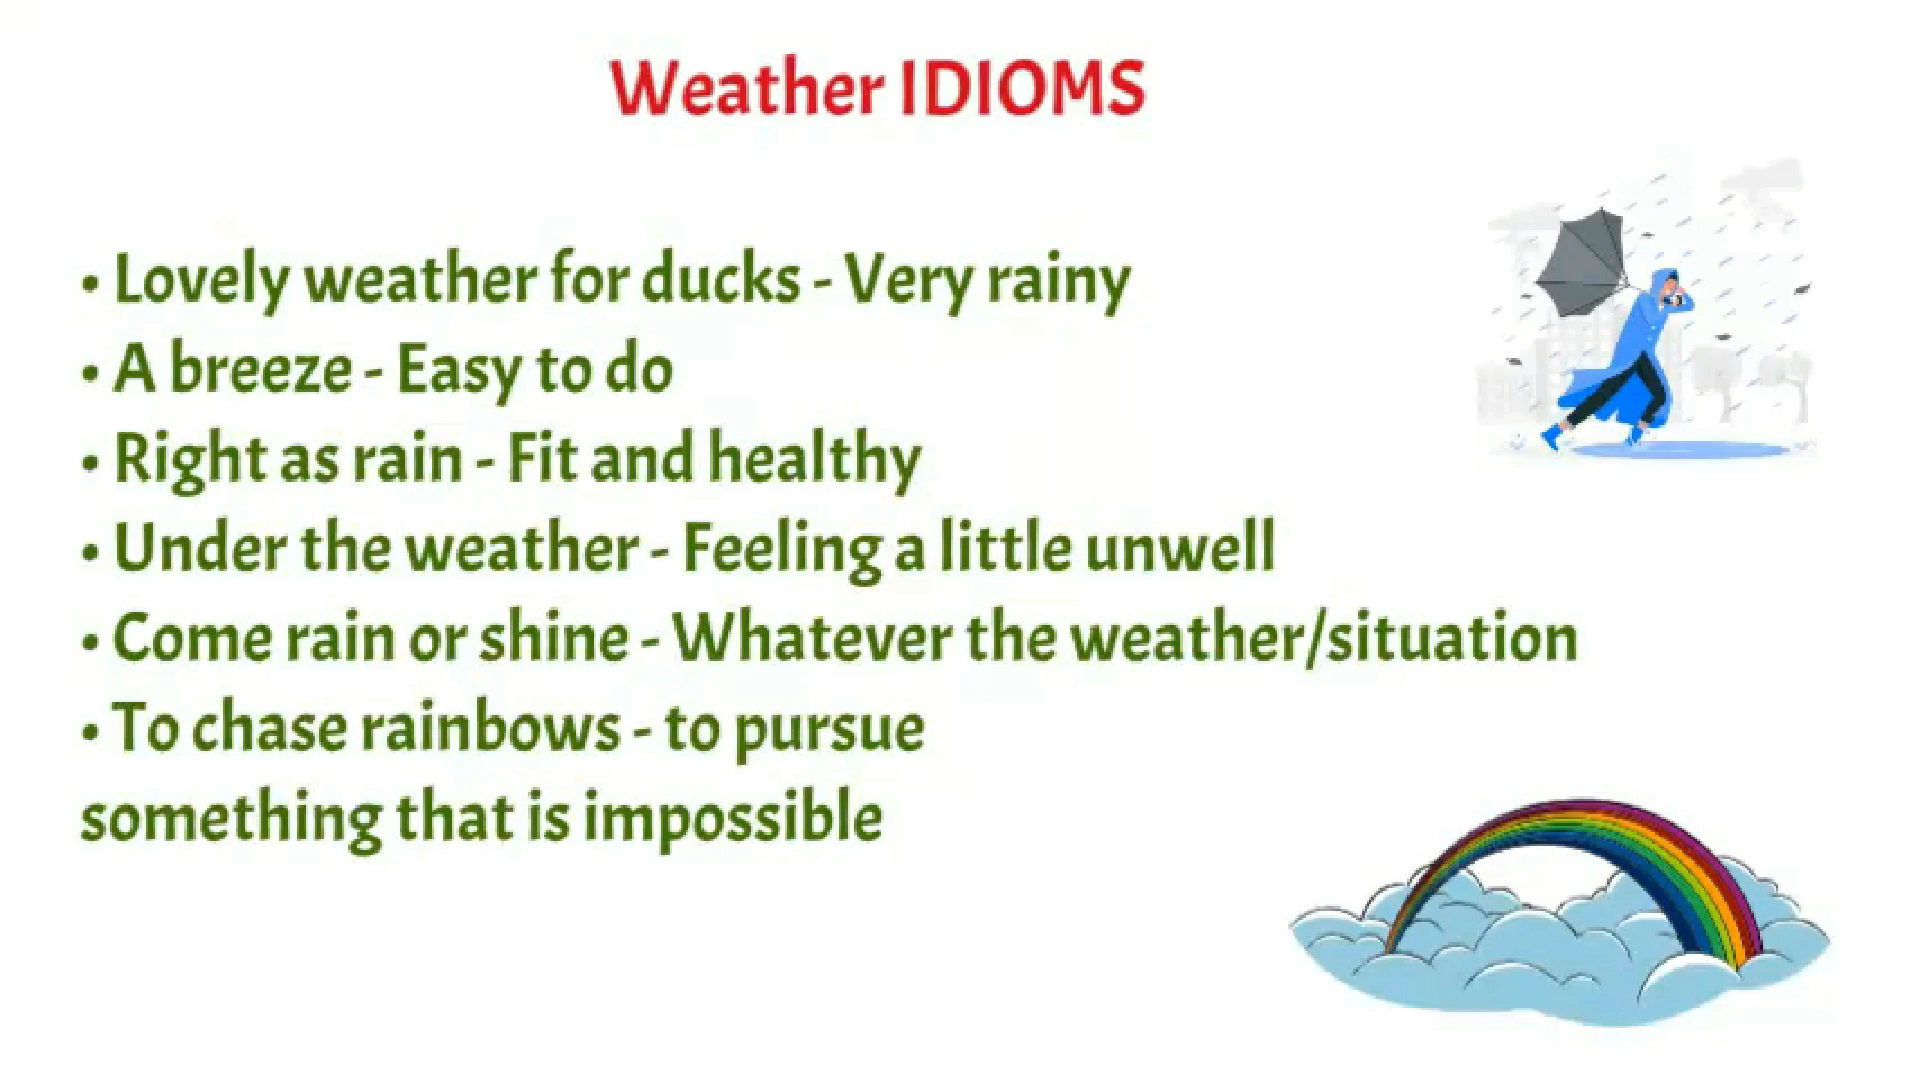 Weather IDIOMS
• Lovely weather for ducks - Very rainy
• A breeze - Easy to do
• Right as rain - Fit and healthy
• Under the weather - Feeling a little unwell
• Come rain or shine - Whatever the weather/situation
• To chase rainbows - to pursue
something that is impossible